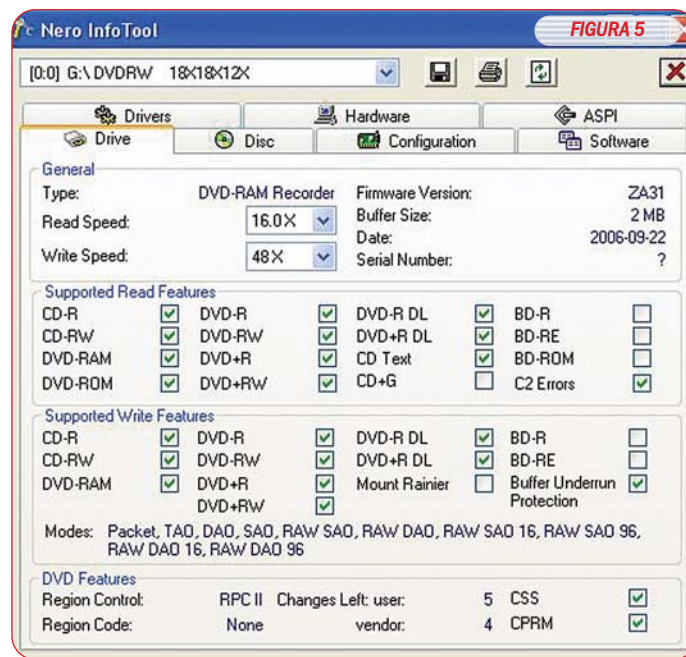 Nero InfoTool
FIGURA 5
[0:0] G:\ DVDRW 18X18X12X
Drivers Hardware ASPI
Drive Disc Configuration Software
General
Type: DVD-RAM Recorder Firmware Version: ZA31
Read Speed: 16.0X Buffer Size: 2 MB
Date: 2006-09-22
Write Speed: 48X Serial Number: ?
Supported Read Features
CD-R DVD-R DVD-R DL BD-R
CD-RW DVD-RW DVD+R DL BD-RE
DVD-RAM DVD+R CD Text BD-ROM
DVD-ROM DVD+RW CD+G C2 Errors
Supported Write Features
CD-R DVD-R DVD-R DL BD-R
CD-RW DVD-RW DVD+R DL BD-RE
DVD-RAM DVD+R Mount Rainier Buffer Underrun
DVD+RW Protection
Modes: Packet, TAO, DAO, SAO, RAW SAO, RAW DAO, RAW SAO 16, RAW SAO 96,
RAW DAO 16, RAW DAO 96
DVD Features
Region Control: RPC II Changes Left: user: 5 CSS
Region Code: None vendor: 4 CPRM